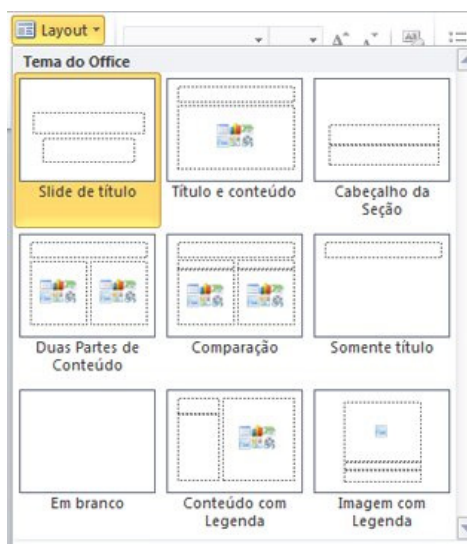 Layout
Tema do Office
Slide de título
Título e conteúdo
Cabeçalho da
Seção
Duas Partes de
Conteúdo
Comparação
Somente título
Em branco
Conteúdo com
Legenda
Imagem com
Legenda